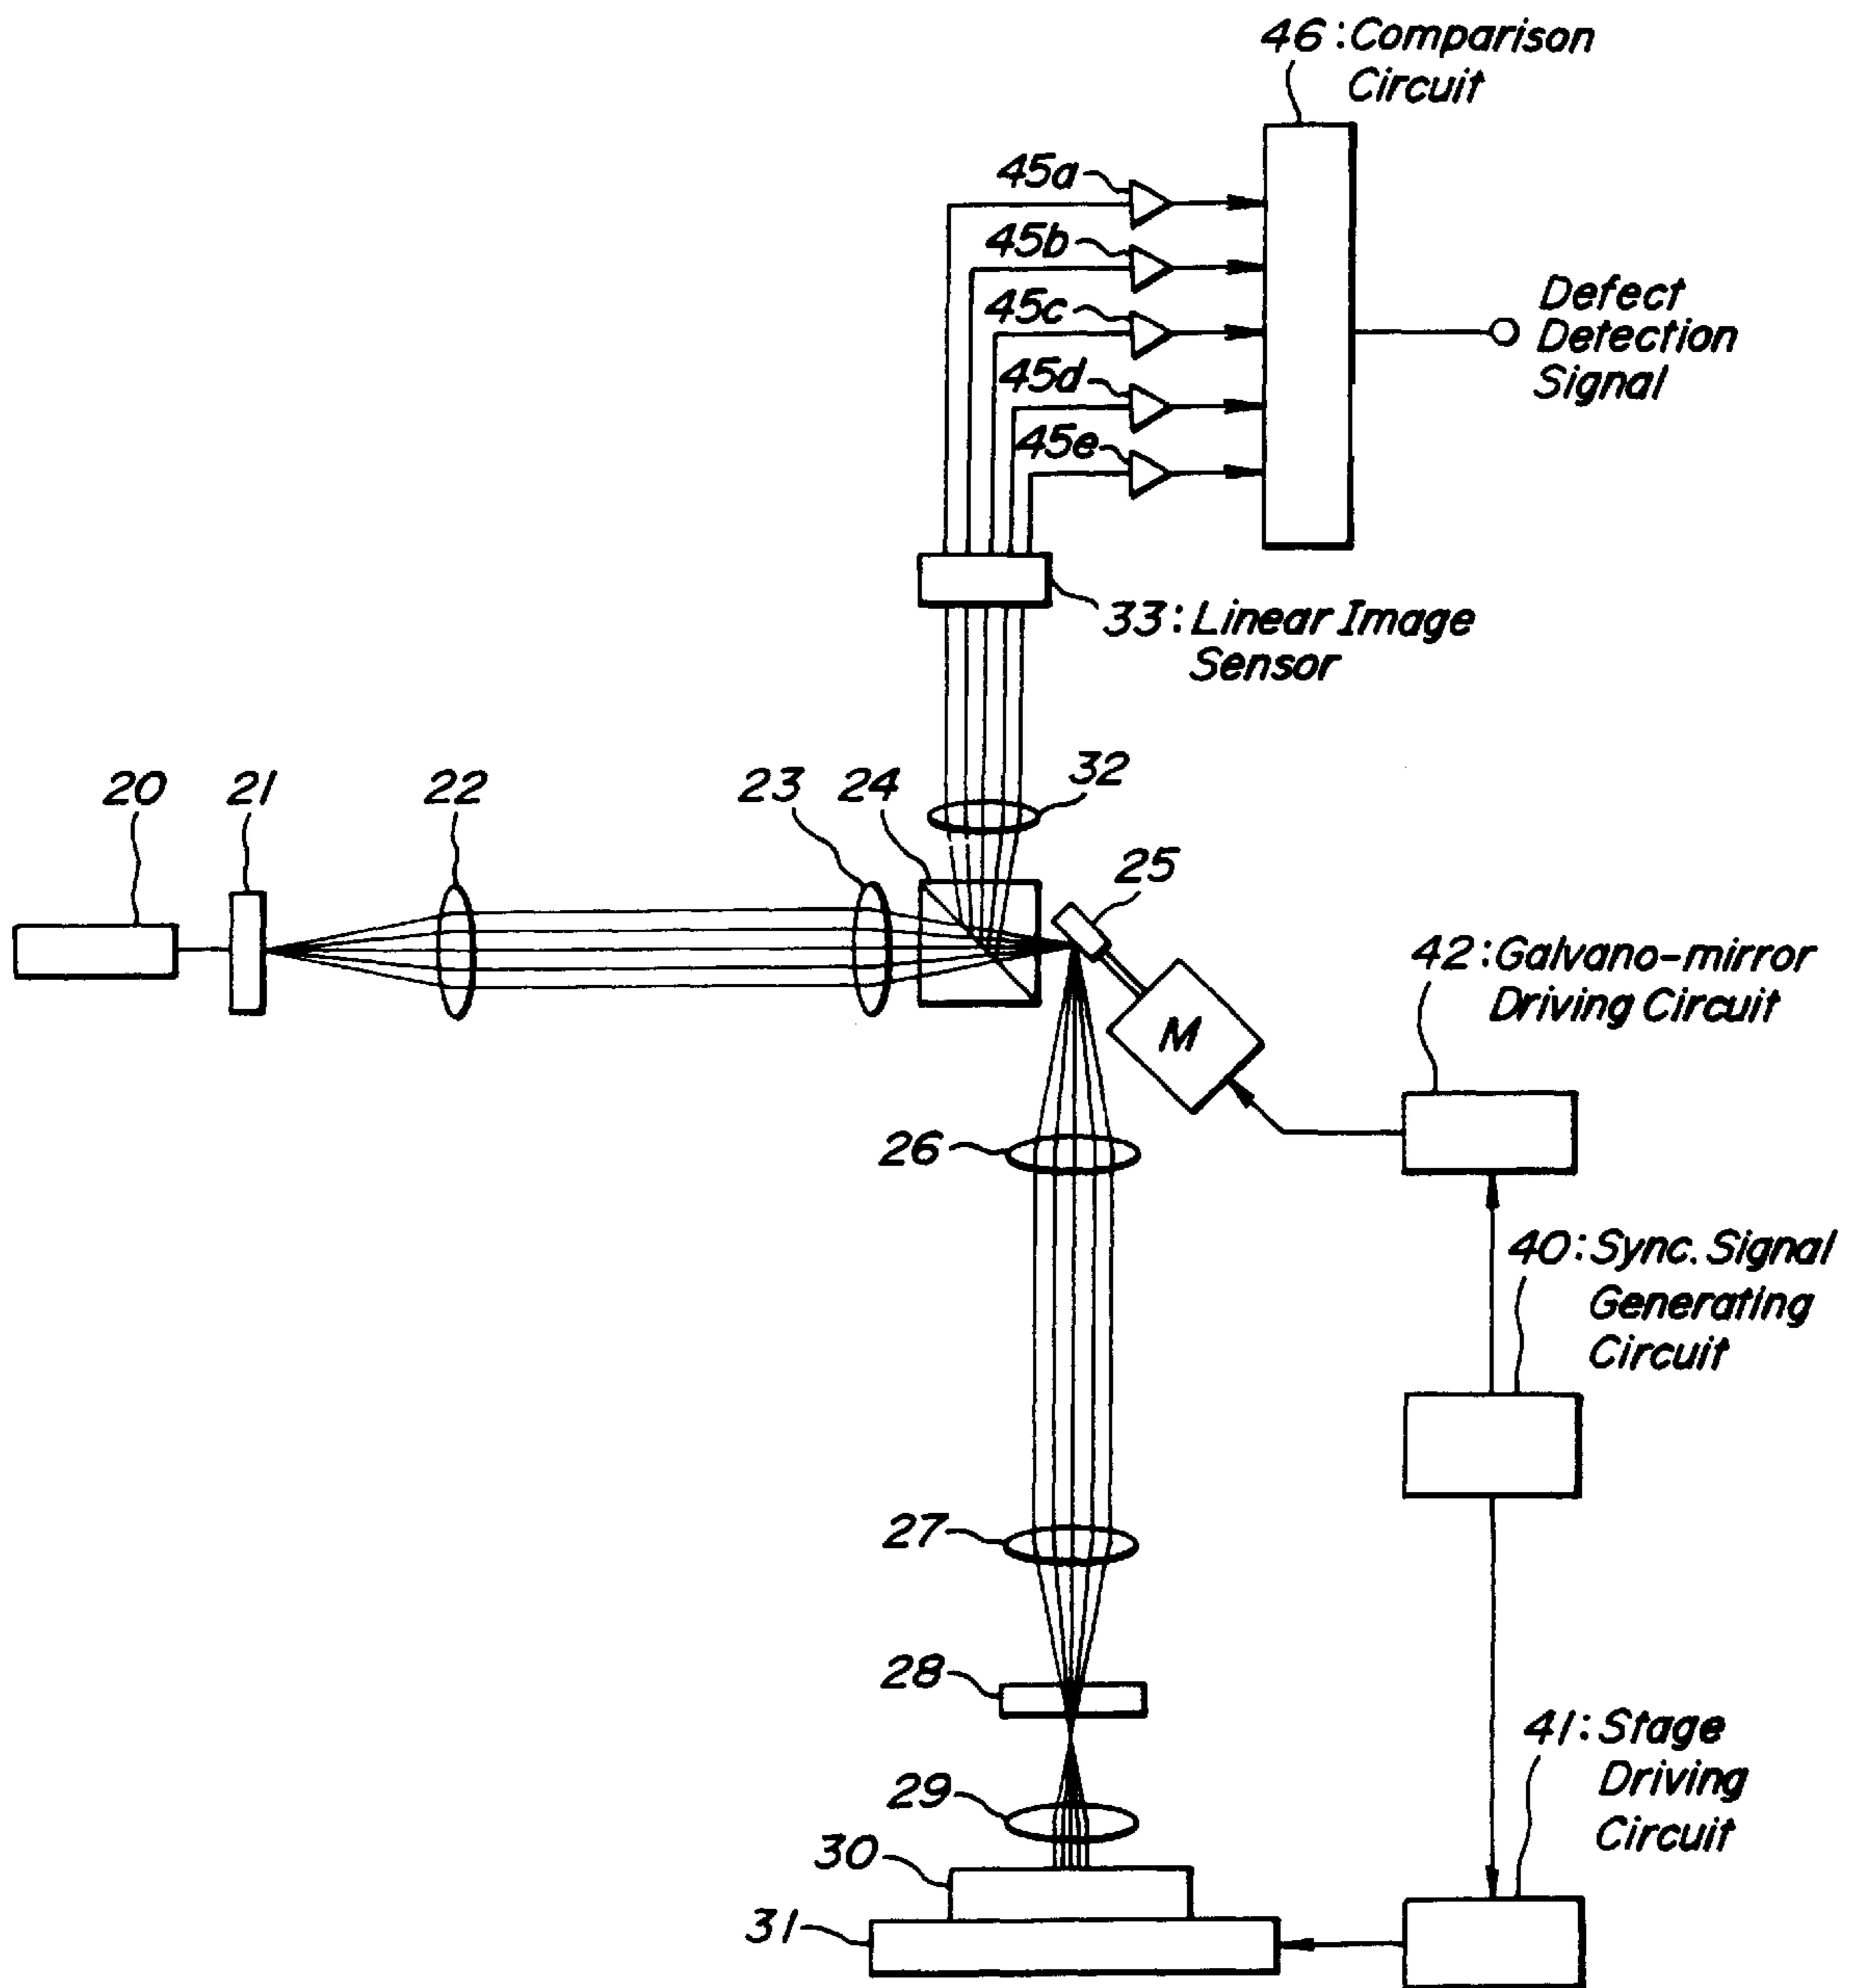 46:Comparison
Circuit
45a
45b
45c
45d
45e
Defect
Detection
Signal
33:Linear Image
Sensor
20
21
22
23
24
32
25
42:Galvano-mirror
Driving Circuit
M
26
40:Sync. Signal
Generating
Circuit
27
28
41:Stage
Driving
Circuit
29
30
31